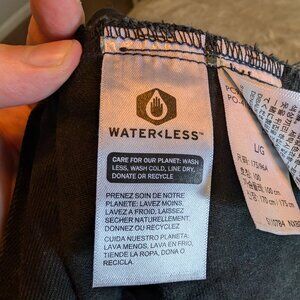 WATER<LESS™
CARE FOR OUR PLANET: WASH
LESS, WASH COLD, LINE DRY,
DONATE OR RECYCLE
PRENEZ SOIN DE NOTRE
PLANETE: LAVEZ MOINS,
LAVEZ A FROID, LAISSEZ
SECHER NATURELLEMENT,
DONNEZ OU RECYCLEZ
CUIDA NUESTRO PLANETA:
LAVA MENOS, LAVA EN FRIO,
TIENDE LA ROPA, DONA O
RECICLA.
L/G